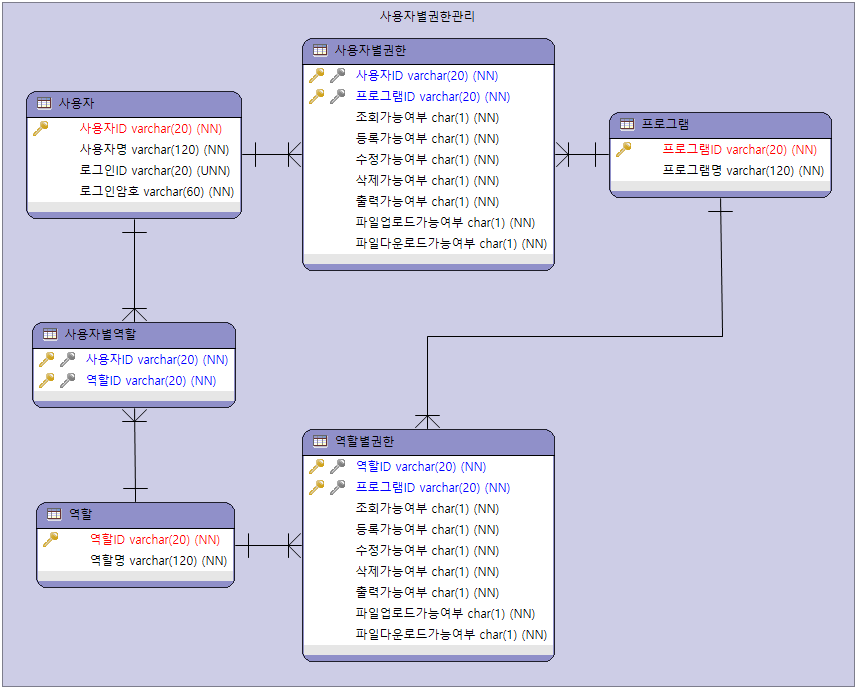 사용자별권한관리
사용자별권한
사용자ID varchar(20) (NN)
프로그램ID varchar(20) (NN)
조회가능여부 char(1) (NN)
등록가능여부 char(1) (NN)
수정가능여부 char(1) (NN)
삭제가능여부 char(1) (NN)
출력가능여부 char(1) (NN)
파일업로드가능여부 char(1) (NN)
파일다운로드가능여부 char(1) (NN)
사용자
사용자ID varchar(20) (NN)
사용자명 varchar(120) (NN)
로그인ID varchar(20) (UNN)
로그인암호 varchar(60) (NN)
프로그램
프로그램ID varchar(20) (NN)
프로그램명 varchar(120) (NN)
사용자별역할
사용자ID varchar(20) (NN)
역할ID varchar(20) (NN)
역할별권한
역할ID varchar(20) (NN)
프로그램ID varchar(20) (NN)
조회가능여부 char(1) (NN)
등록가능여부 char(1) (NN)
수정가능여부 char(1) (NN)
삭제가능여부 char(1) (NN)
출력가능여부 char(1) (NN)
파일업로드가능여부 char(1) (NN)
파일다운로드가능여부 char(1) (NN)
역할
역할ID varchar(20) (NN)
역할명 varchar(120) (NN)